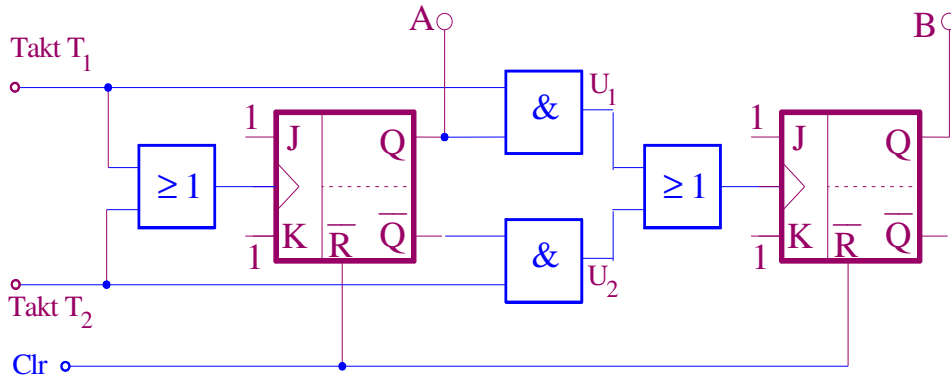 A
B
Takt T1
U1
&
1
J
Q
1
J
Q
≥ 1
≥ 1
K
R̅
Q̅
K
R̅
Q̅
1
&
1
U2
Takt T2
Clr